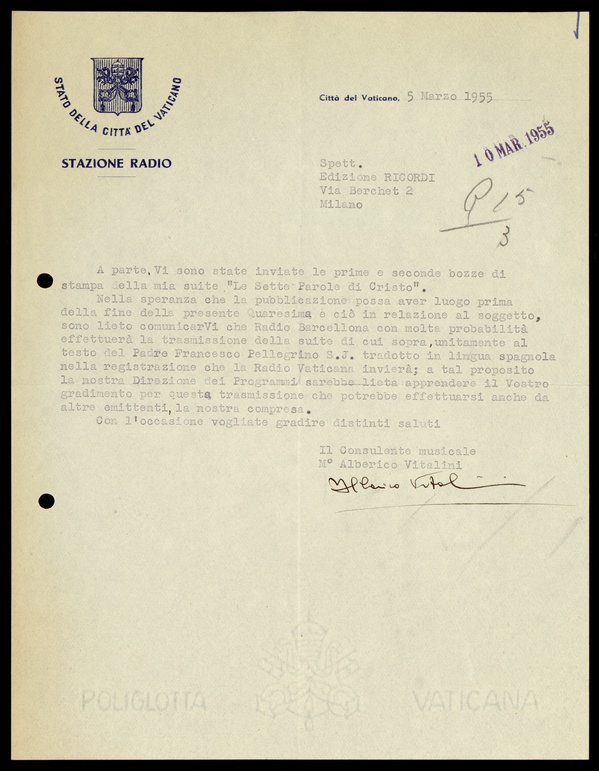 STATO DELLA CITTÀ DEL VATICANO
STAZIONE RADIO
Città del Vaticano, 5 Marzo 1955
10 MAR. 1955
Spett.
Edizione RICORDI
Via Berchet 2
Milano
15
3
A parte, Vi sono state inviate le prime e seconde bozze di
stampa della mia suite "Le Sette Parole di Cristo".
Nella speranza che la pubblicazione possa aver luogo prima
della fine della presente Quaresima e ciò in relazione al soggetto,
sono lieto comunicarVi che Radio Barcellona con molta probabilità
effettuerà la trasmissione della suite di cui sopra, unitamente al
testo del Padre Francesco Pellegrino S.J. tradotto in lingua spagnola
nella registrazione che la Radio Vaticana invierà; a tal proposito
la nostra Direzione dei Programmi sarebbe lieta apprendere il Vostro
gradimento per questa trasmissione che potrebbe effettuarsi anche da
altre emittenti, la nostra compresa.
Con l'occasione vogliate gradire distinti saluti
Il Consulente musicale
M° Alberico Vitalini
POLIGLOTTA VATICANA